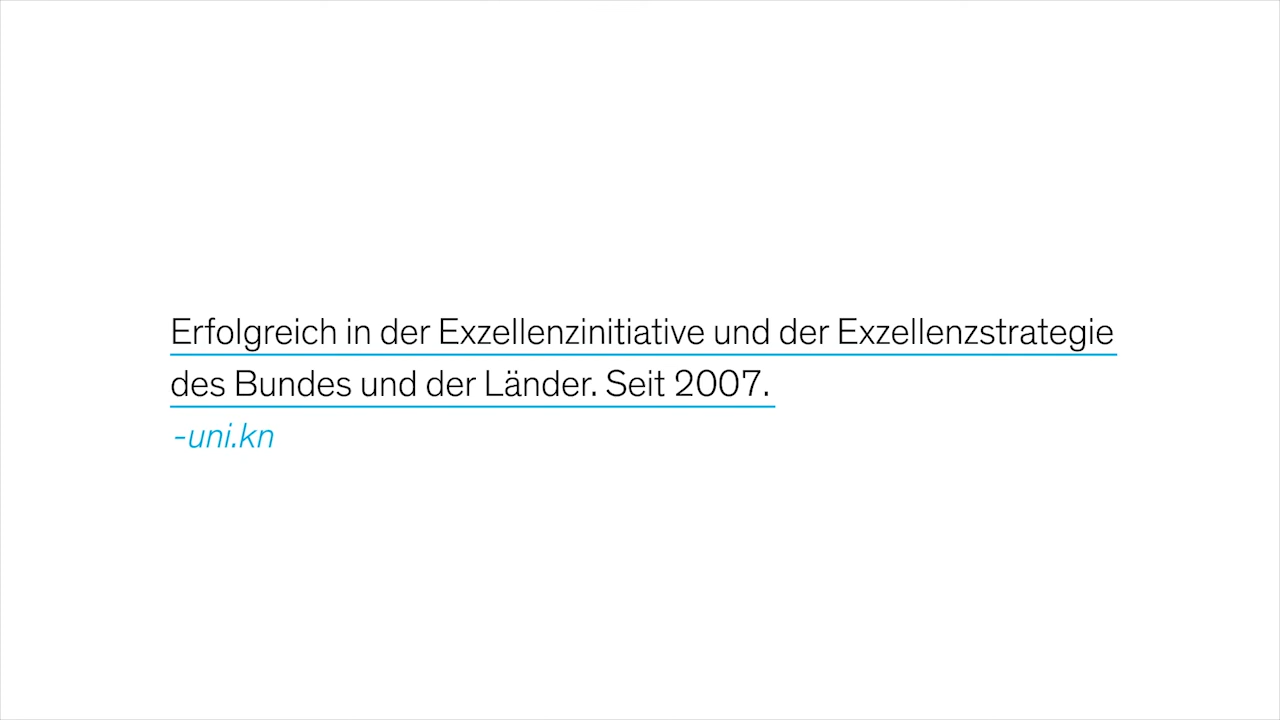 Erfolgreich in der Exzellenzinitiative und der Exzellenzstrategie
des Bundes und der Länder. Seit 2007.
-uni.kn